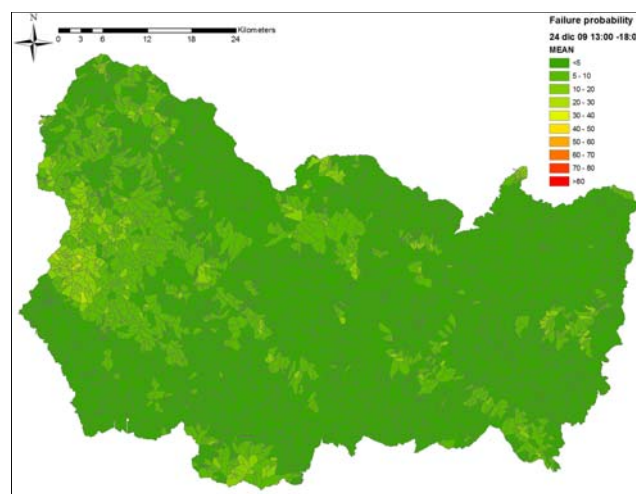 N
Kilometers
0 3 6 12 18 24
Failure probability
24 dic 09 13:00 -18:0
MEAN
<5
5 - 10
10 - 20
20 - 30
30 - 40
40 - 50
50 - 60
60 - 70
70 - 80
>80